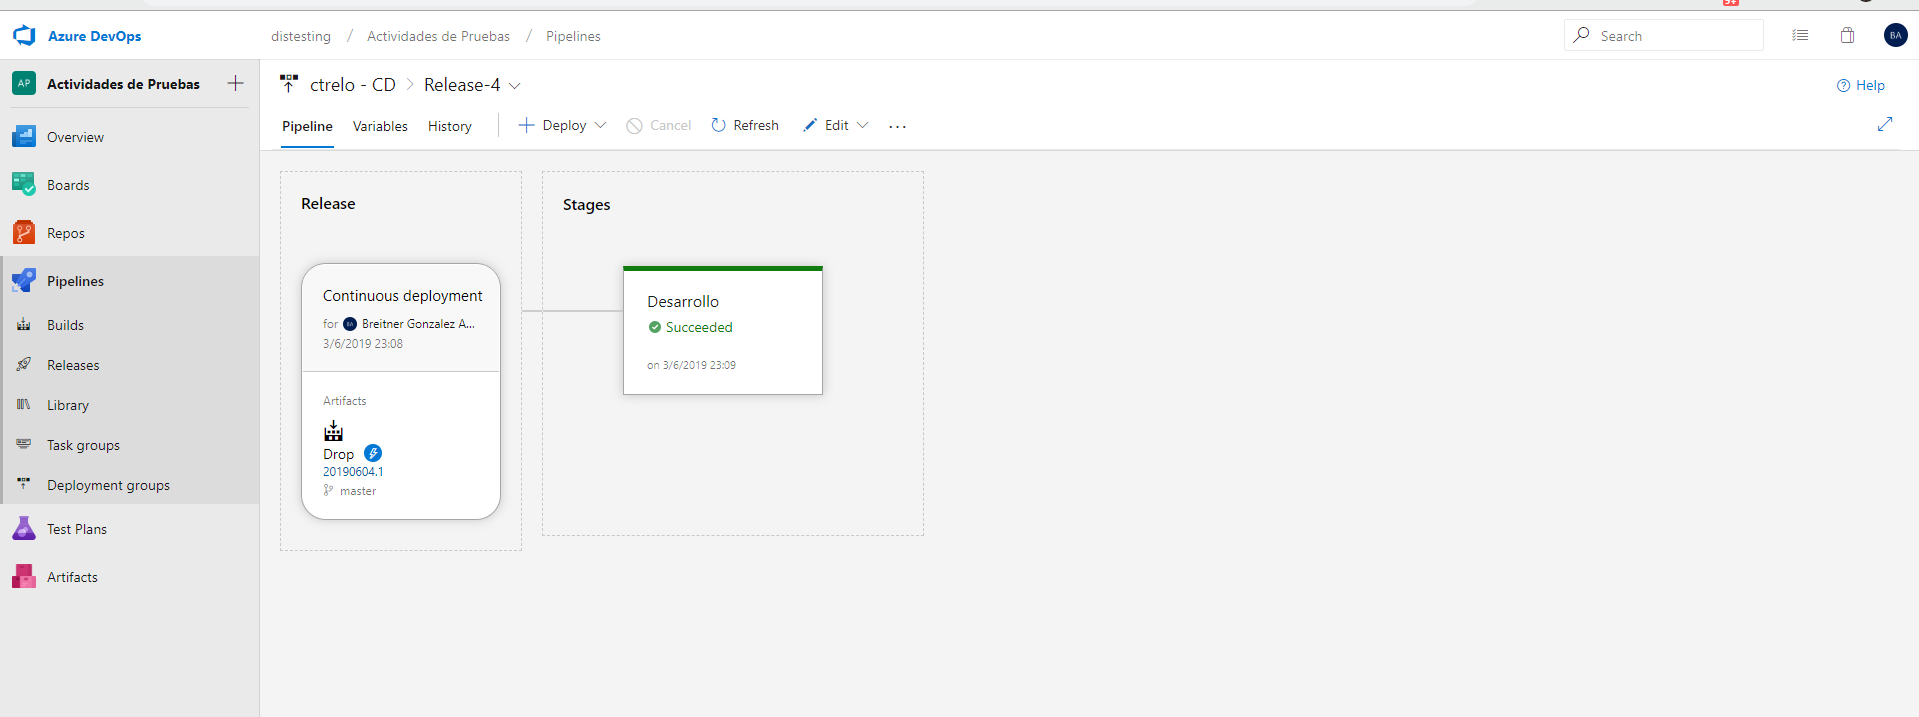 9+
Azure DevOps
distesting / Actividades de Pruebas / Pipelines
Search
BA
AP Actividades de Pruebas
Overview
Boards
Repos
Pipelines
Builds
Releases
Library
Task groups
Deployment groups
Test Plans
Artifacts
ctrelo - CD > Release-4
Help
Pipeline Variables History
Deploy Cancel Refresh Edit ...
Release
Continuous deployment
for BA Breitner Gonzalez A...
3/6/2019 23:08
Artifacts
Drop
20190604.1
master
Stages
Desarrollo
Succeeded
on 3/6/2019 23:09